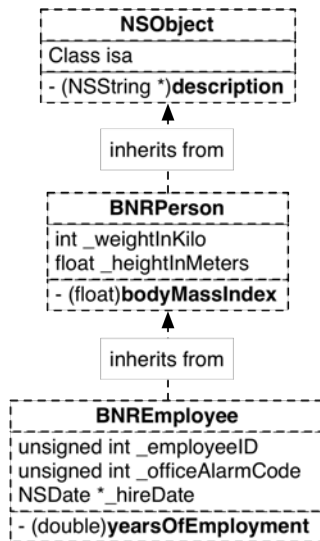 NSObject
Class isa
- (NSString *)description
inherits from
BNRPerson
int _weightInKilo
float _heightInMeters
- (float)bodyMassIndex
inherits from
BNREmployee
unsigned int _employeeID
unsigned int _officeAlarmCode
NSDate *_hireDate
- (double)yearsOfEmployment